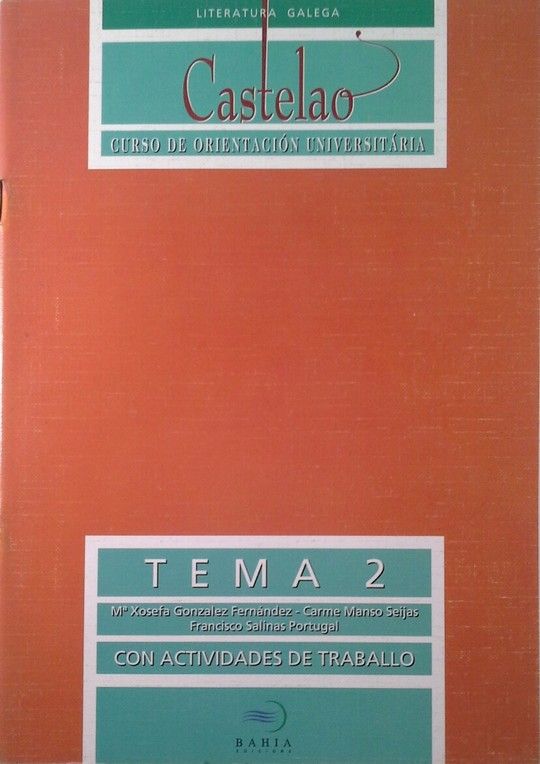 LITERATURA GALEGA
Castelao
CURSO DE ORIENTACIÓN UNIVERSITÁRIA
TEMA 2
Mª Xosefa Gonzalez Fernández - Carme Manso Seijas
Francisco Salinas Portugal
CON ACTIVIDADES DE TRABALLO
BAHIA
EDICIONS